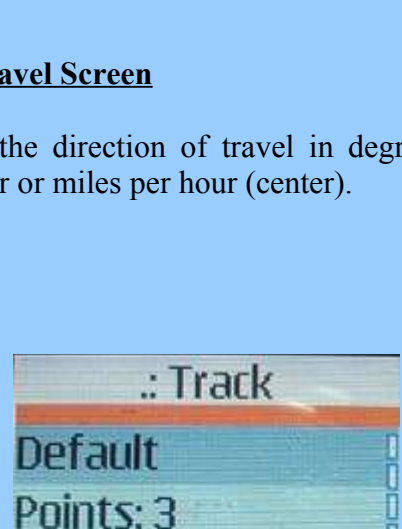 avel Screen
the direction of travel in degr
r or miles per hour (center).
.: Track
Default
Points: 3